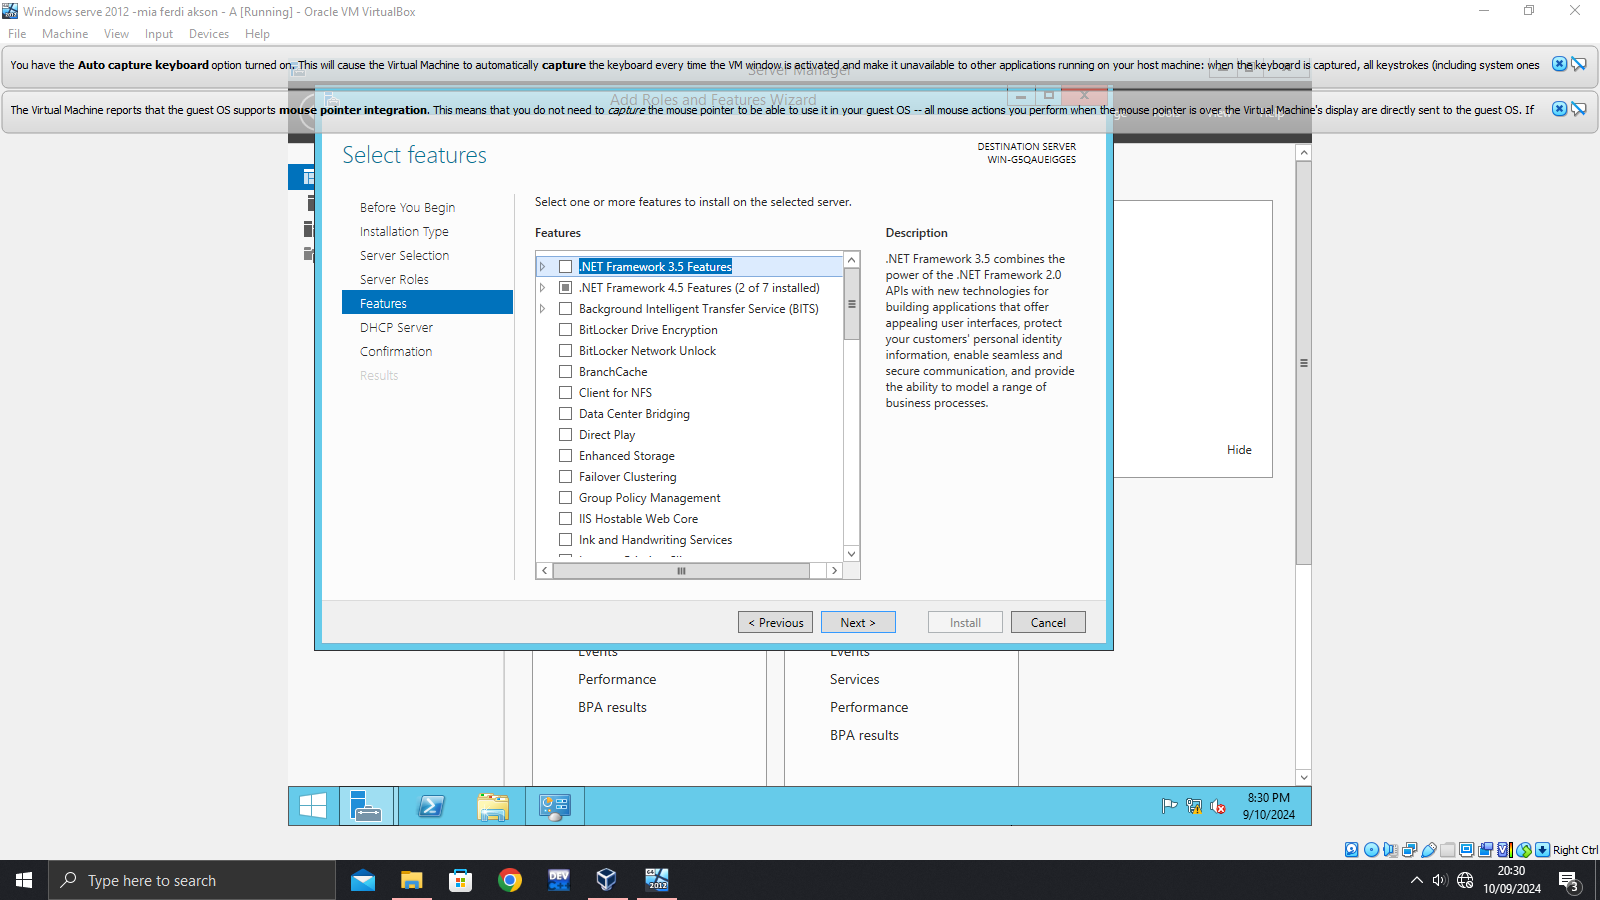 Windows serve 2012 -mia ferdi akson - A [Running] - Oracle VM VirtualBox
File Machine View Input Devices Help
You have the Auto capture keyboard option turned on. This will cause the Virtual Machine to automatically capture the keyboard every time the VM window is activated and make it unavailable to other applications running on your host machine: when the keyboard is captured, all keystrokes (including system ones
Server Manager
Add Roles and Features Wizard
The Virtual Machine reports that the guest OS supports mouse pointer integration. This means that you do not need to capture the mouse pointer to be able to use it in your guest OS -- all mouse actions you perform when the mouse pointer is over the Virtual Machine's display are directly sent to the guest OS. If
Select features
DESTINATION SERVER
WIN-G5QAUEIGGES
Before You Begin
Installation Type
Server Selection
Server Roles
Features
DHCP Server
Confirmation
Results
Select one or more features to install on the selected server.
Features
.NET Framework 3.5 Features
.NET Framework 4.5 Features (2 of 7 installed)
Background Intelligent Transfer Service (BITS)
BitLocker Drive Encryption
BitLocker Network Unlock
BranchCache
Client for NFS
Data Center Bridging
Direct Play
Enhanced Storage
Failover Clustering
Group Policy Management
IIS Hostable Web Core
Ink and Handwriting Services
Description
.NET Framework 3.5 combines the
power of the .NET Framework 2.0
APIs with new technologies for
building applications that offer
appealing user interfaces, protect
your customers' personal identity
information, enable seamless and
secure communication, and provide
the ability to model a range of
business processes.
Hide
< Previous
Next >
Install
Cancel
Events
Performance
BPA results
Events
Services
Performance
BPA results
8:30 PM
9/10/2024
Right Ctrl
Type here to search
DEV
2012
20:30
10/09/2024
3